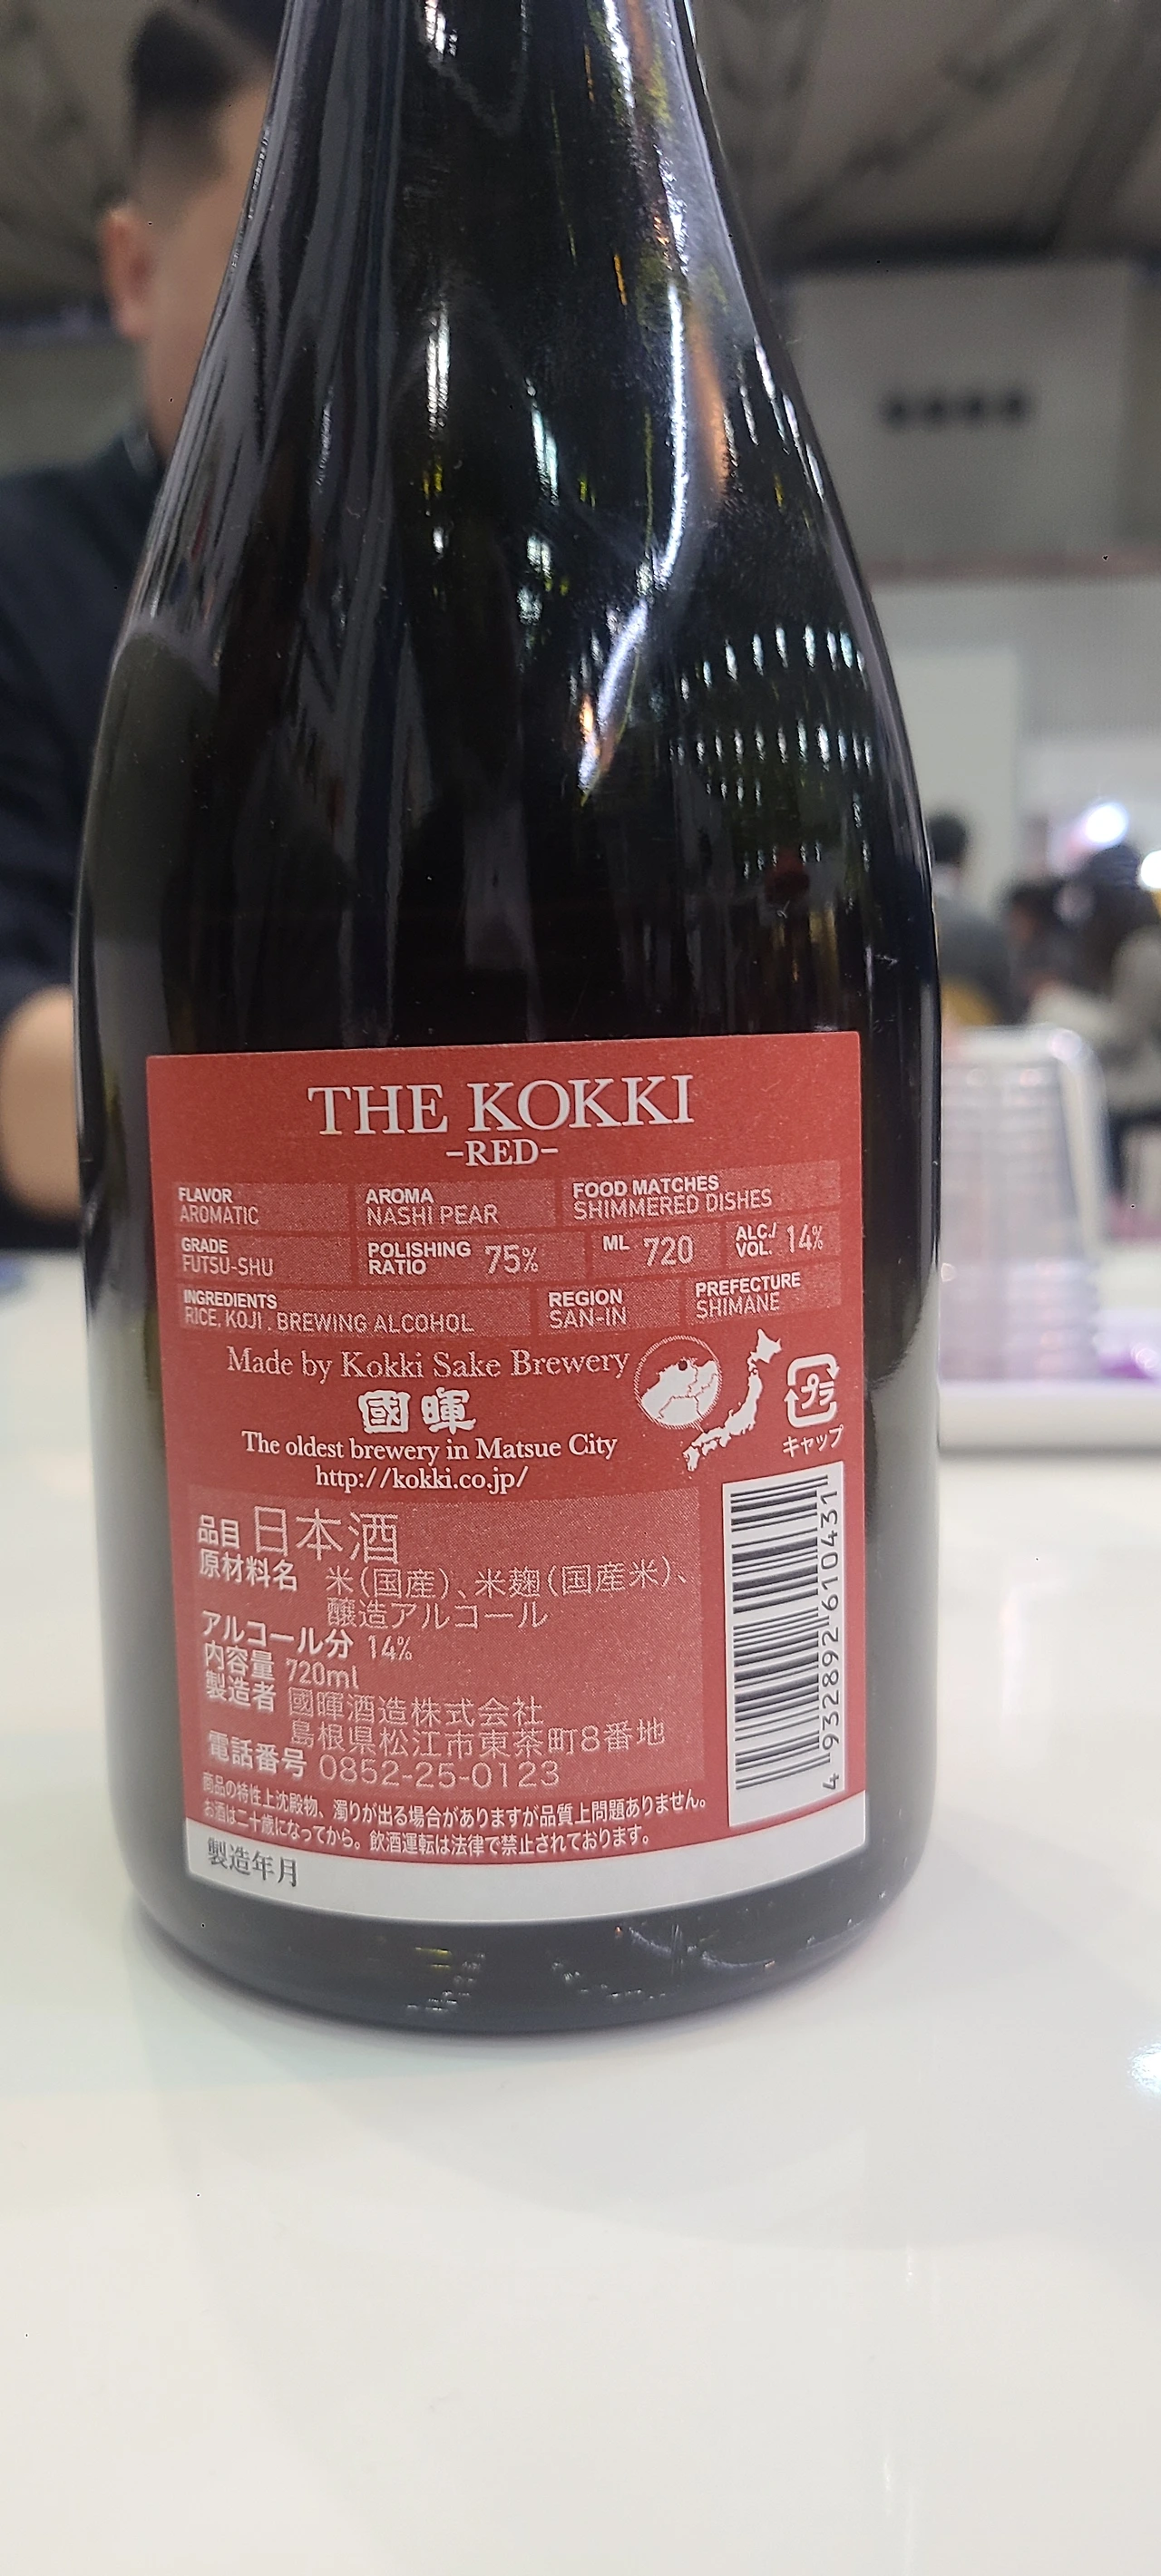 THE KOKKI
-RED-
FLAVOR
AROMATIC
AROMA
NASHI PEAR
FOOD MATCHES
SHIMMERED DISHES
GRADE
FUTSU-SHU
POLISHING
RATIO
75%
ML 720
ALC./
VOL. 14%
INGREDIENTS
RICE, KOJI . BREWING ALCOHOL
REGION
SAN-IN
PREFECTURE
SHIMANE
Made by Kokki Sake Brewery
國暉
The oldest brewery in Matsue City
http://kokki.co.jp/
プラ
キャップ
品目 日本酒
原材料名 米(国産)、米麹(国産米)、
醸造アルコール
アルコール分 14%
内容量 720ml
製造者 國暉酒造株式会社
島根県松江市東茶町8番地
電話番号 0852-25-0123
商品の特性上沈殿物、濁りが出る場合がありますが品質上問題ありません。
お酒は二十歳になってから。飲酒運転は法律で禁止されております。
製造年月
4 932892 610431